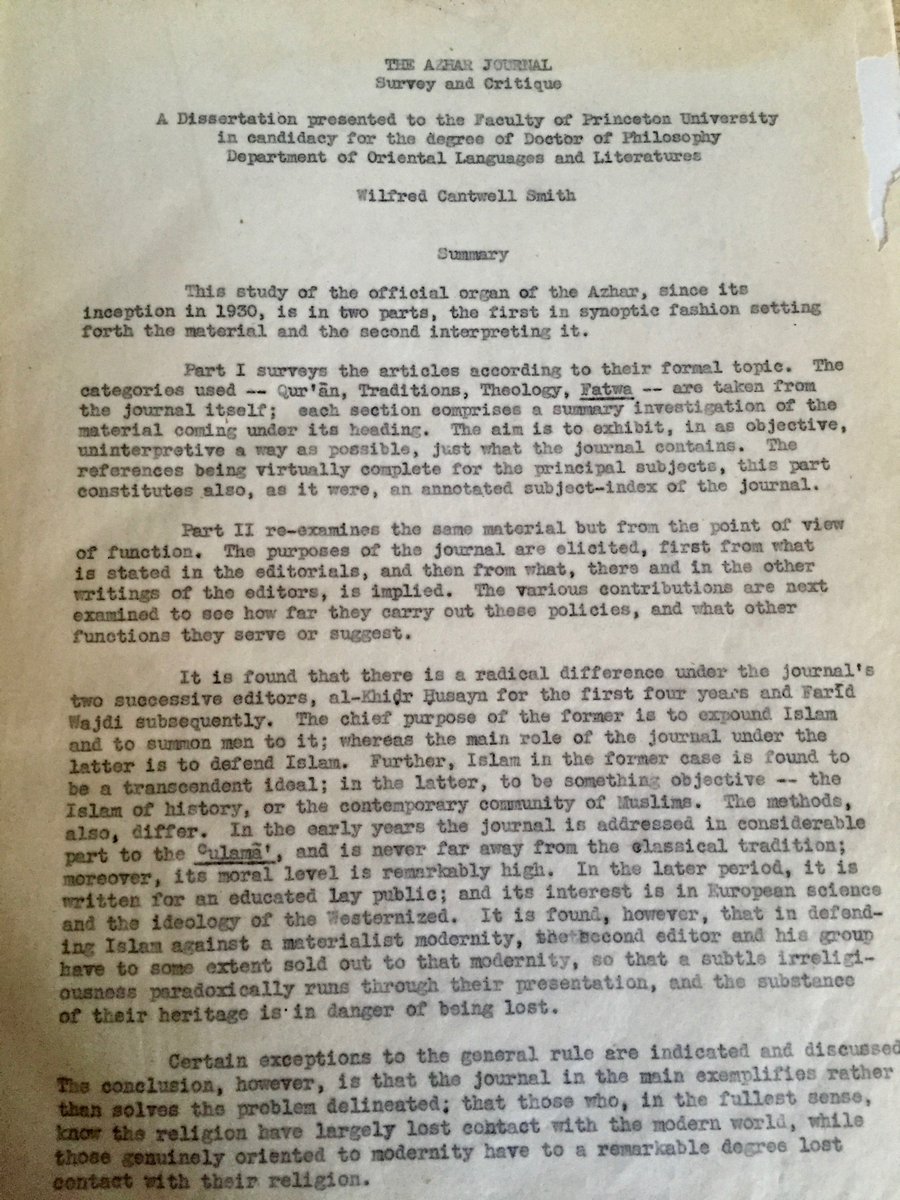 THE AZHAR JOURNAL
Survey and Critique
A Dissertation presented to the Faculty of Princeton University
in candidacy for the degree of Doctor of Philosophy
Department of Oriental Languages and Literatures
Wilfred Cantwell Smith
Summary
This study of the official organ of the Azhar, since its
inception in 1930, is in two parts, the first in synoptic fashion setting
forth the material and the second interpreting it.
Part I surveys the articles according to their formal topic. The
categories used -- Qur'ān, Traditions, Theology, Fatwa -- are taken from
the journal itself; each section comprises a summary investigation of the
material coming under its heading. The aim is to exhibit, in as objective,
uninterpretive a way as possible, just what the journal contains. The
references being virtually complete for the principal subjects, this part
constitutes also, as it were, an annotated subject-index of the journal.
Part II re-examines the same material but from the point of view
of function. The purposes of the journal are elicited, first from what
is stated in the editorials, and then from what, there and in the other
writings of the editors, is implied. The various contributions are next
examined to see how far they carry out these policies, and what other
functions they serve or suggest.
It is found that there is a radical difference under the journal's
two successive editors, al-Khiḍr Ḥusayn for the first four years and Farīd
Wajdi subsequently. The chief purpose of the former is to expound Islam
and to summon men to it; whereas the main role of the journal under the
latter is to defend Islam. Further, Islam in the former case is found to
be a transcendent ideal; in the latter, to be something objective -- the
Islam of history, or the contemporary community of Muslims. The methods,
also, differ. In the early years the journal is addressed in considerable
part to the ᶜulamā', and is never far away from the classical tradition;
moreover, its moral level is remarkably high. In the later period, it is
written for an educated lay public; and its interest is in European science
and the ideology of the Westernized. It is found, however, that in defend-
ing Islam against a materialist modernity, the second editor and his group
have to some extent sold out to that modernity, so that a subtle irreligi-
ousness paradoxically runs through their presentation, and the substance
of their heritage is in danger of being lost.
Certain exceptions to the general rule are indicated and discussed
The conclusion, however, is that the journal in the main exemplifies rather
than solves the problem delineated; that those who, in the fullest sense,
know the religion have largely lost contact with the modern world, while
those genuinely oriented to modernity have to a remarkable degree lost
contact with their religion.